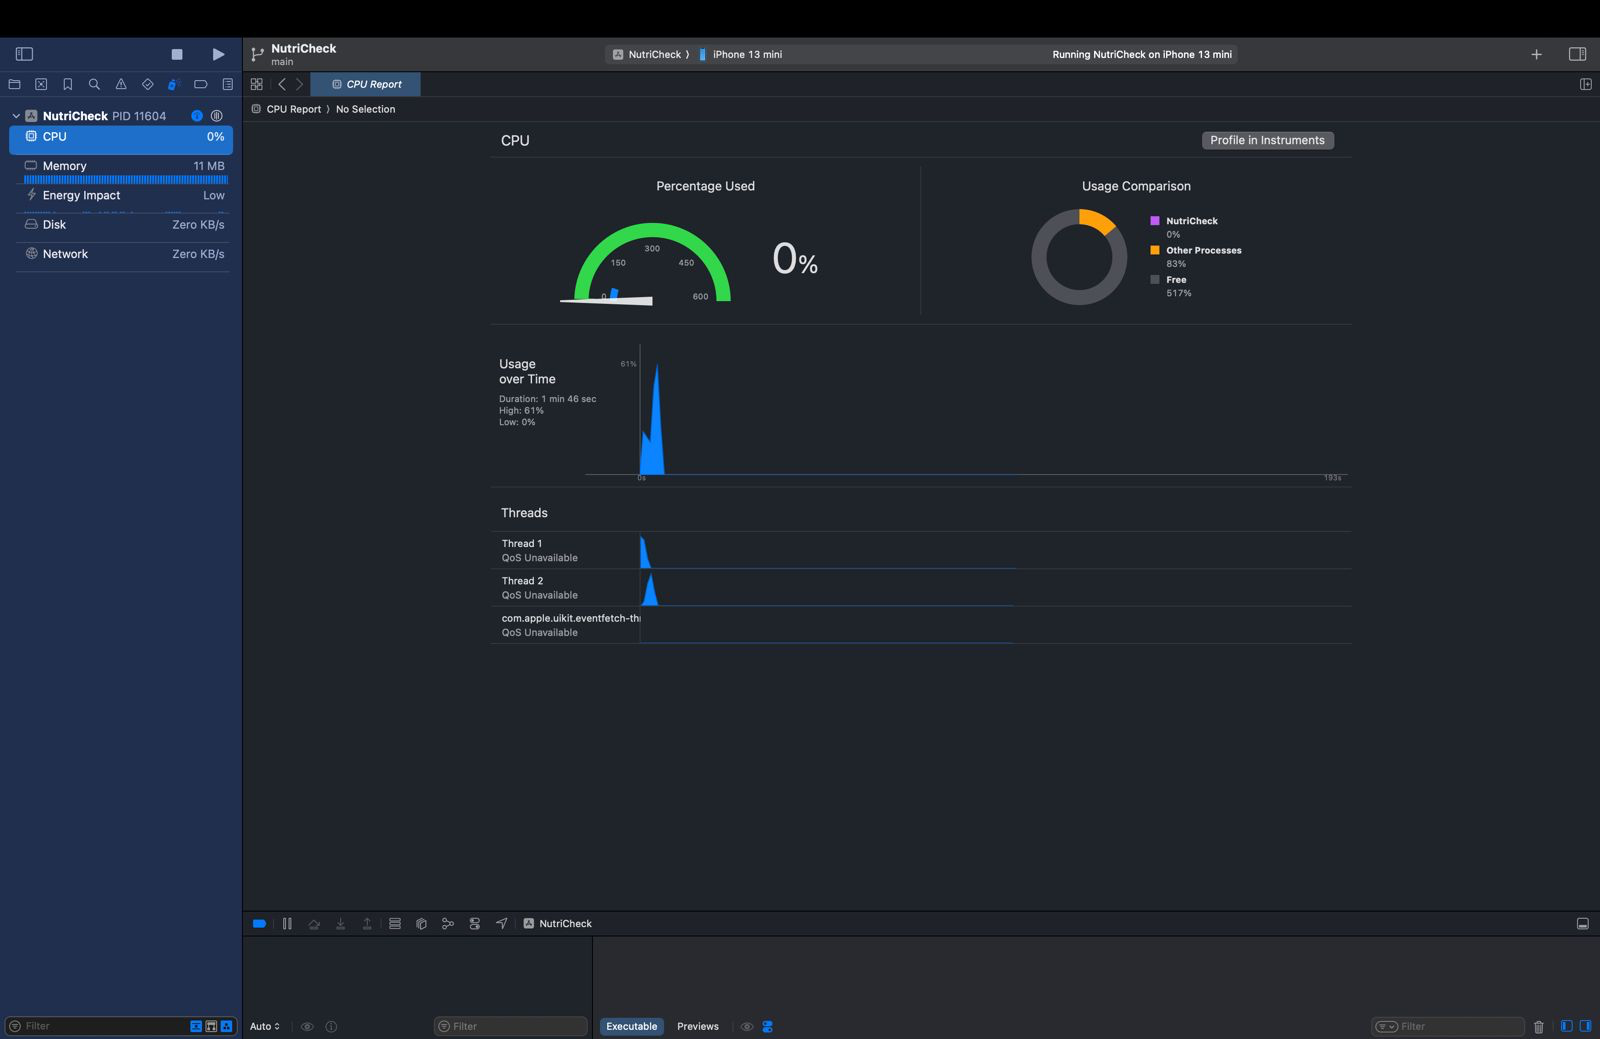 NutriCheck
main
NutriCheck 〉 iPhone 13 mini
Running NutriCheck on iPhone 13 mini
CPU Report
NutriCheck PID 11604
CPU 0%
Memory 11 MB
Energy Impact Low
Disk Zero KB/s
Network Zero KB/s
CPU Report 〉 No Selection
CPU
Profile in Instruments
Percentage Used
0
150
300
450
600
0%
Usage Comparison
NutriCheck
0%
Other Processes
83%
Free
517%
Usage
over Time
Duration: 1 min 46 sec
High: 61%
Low: 0%
61%
0s
193s
Threads
Thread 1
QoS Unavailable
Thread 2
QoS Unavailable
com.apple.uikit.eventfetch-thr
QoS Unavailable
NutriCheck
Filter
Auto
Filter
Executable
Previews
Filter